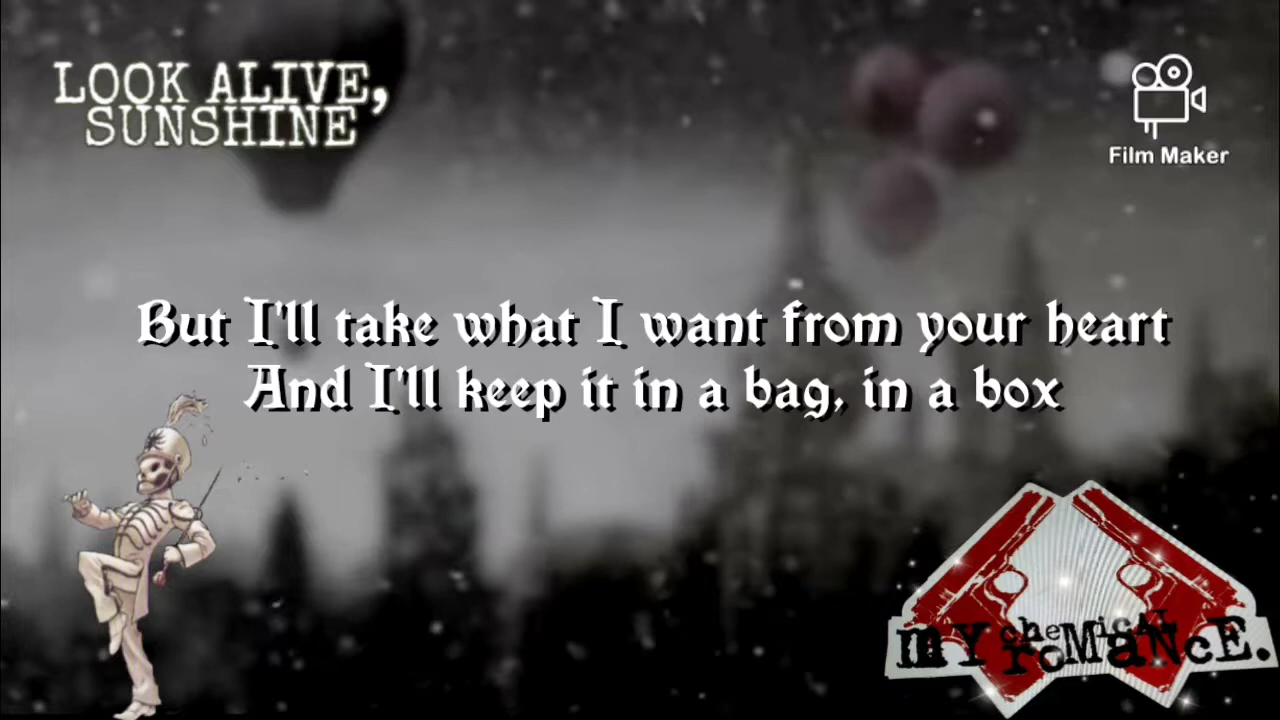 LOOK ALIVE,
SUNSHINE
Film Maker
But I'll take what I want from your heart
And I'll keep it in a bag, in a box
my chemical
romance.